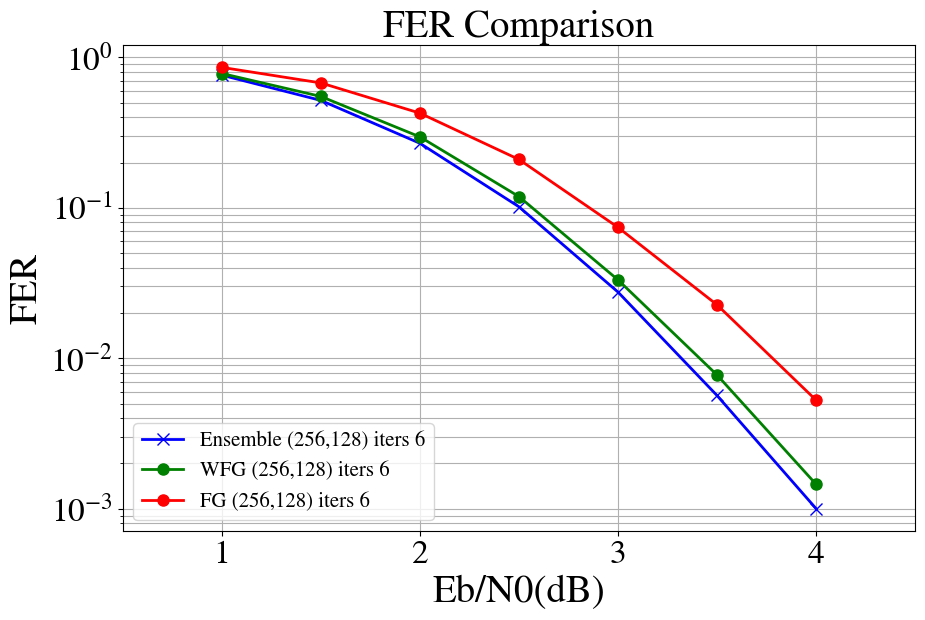 FER Comparison
10^0
10^−1
10^−2
10^−3
FER
Ensemble (256,128) iters 6
WFG (256,128) iters 6
FG (256,128) iters 6
1 2 3 4
Eb/N0(dB)